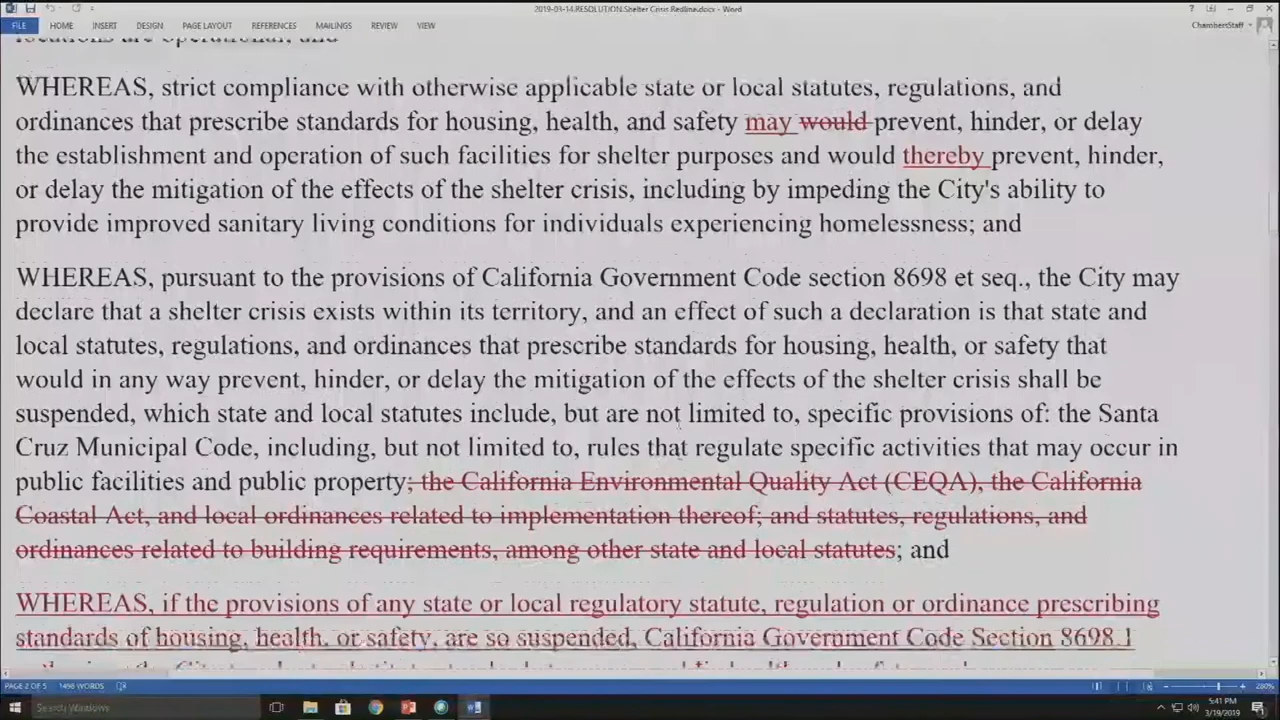 2019-03-14.RESOLUTION.Shelter Crisis Redline.docx - Word
FILE HOME INSERT DESIGN PAGE LAYOUT REFERENCES MAILINGS REVIEW VIEW ChambersStaff
locations are operational; and
WHEREAS, strict compliance with otherwise applicable state or local statutes, regulations, and
ordinances that prescribe standards for housing, health, and safety may would prevent, hinder, or delay
the establishment and operation of such facilities for shelter purposes and would thereby prevent, hinder,
or delay the mitigation of the effects of the shelter crisis, including by impeding the City's ability to
provide improved sanitary living conditions for individuals experiencing homelessness; and
WHEREAS, pursuant to the provisions of California Government Code section 8698 et seq., the City may
declare that a shelter crisis exists within its territory, and an effect of such a declaration is that state and
local statutes, regulations, and ordinances that prescribe standards for housing, health, or safety that
would in any way prevent, hinder, or delay the mitigation of the effects of the shelter crisis shall be
suspended, which state and local statutes include, but are not limited to, specific provisions of: the Santa
Cruz Municipal Code, including, but not limited to, rules that regulate specific activities that may occur in
public facilities and public property; the California Environmental Quality Act (CEQA), the California
Coastal Act, and local ordinances related to implementation thereof; and statutes, regulations, and
ordinances related to building requirements, among other state and local statutes; and
WHEREAS, if the provisions of any state or local regulatory statute, regulation or ordinance prescribing
standards of housing, health, or safety, are so suspended, California Government Code Section 8698.1
PAGE 2 OF 5 1496 WORDS 280%
Search Windows 5:41 PM
3/19/2019